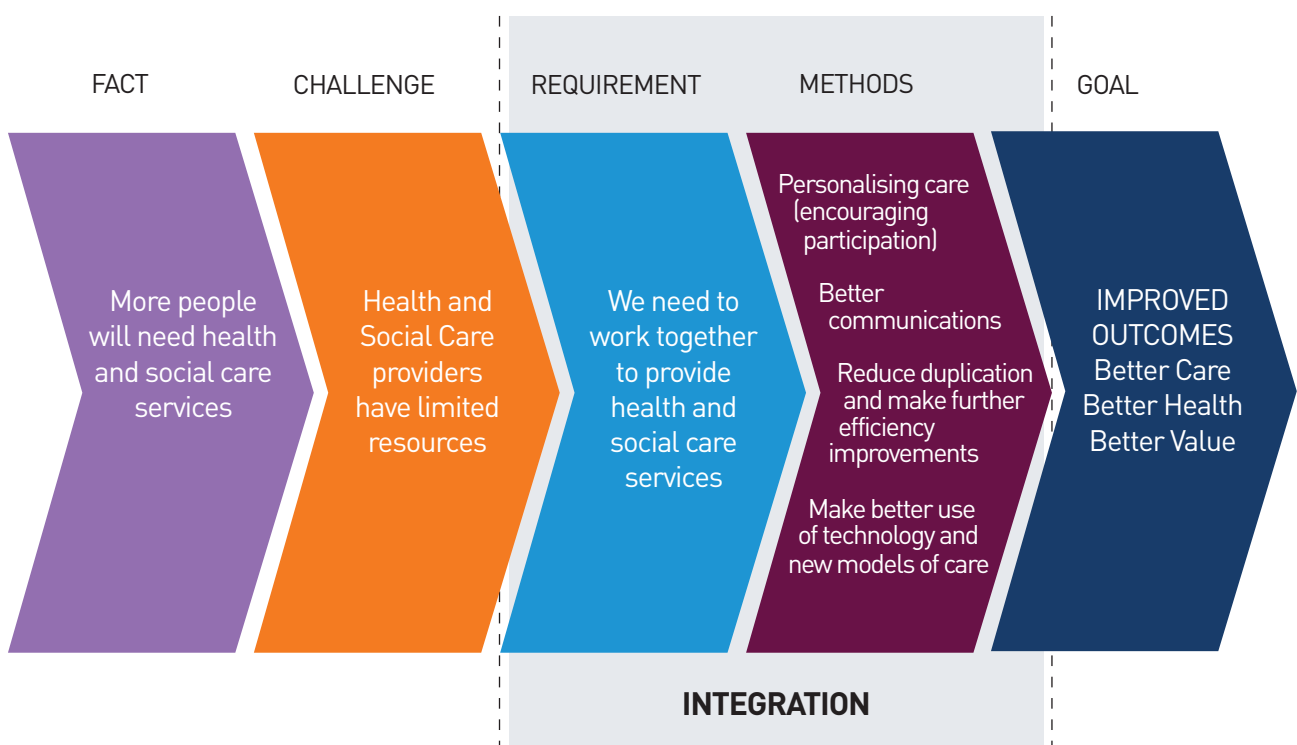 FACT
CHALLENGE
REQUIREMENT
METHODS
GOAL
More people
will need health
and social care
services
Health and
Social Care
providers
have limited
resources
We need to
work together
to provide
health and
social care
services
Personalising care
(encouraging
participation)
Better
communications
Reduce duplication
and make further
efficiency
improvements
Make better use
of technology and
new models of care
IMPROVED
OUTCOMES
Better Care
Better Health
Better Value
INTEGRATION